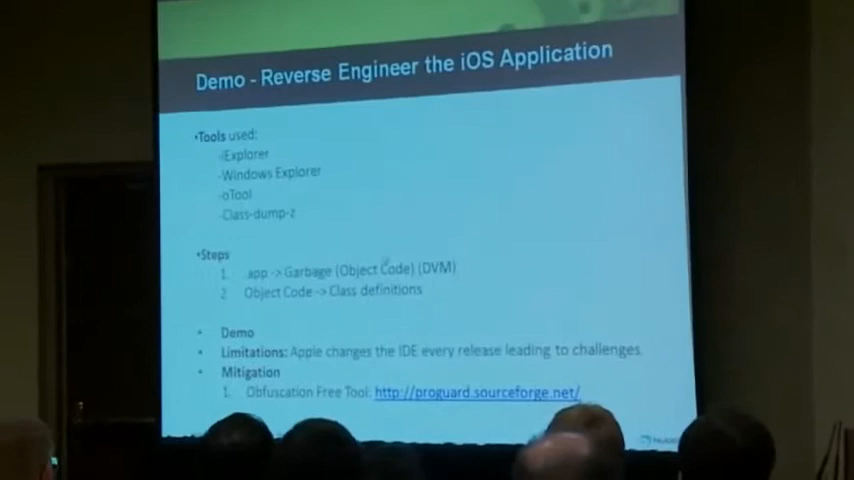 Demo - Reverse Engineer the iOS Application
•Tools used:
-iExplorer
-Windows Explorer
-oTool
-Class-dump-z
•Steps
1. .app -> Garbage (Object Code) (DVM)
2. Object Code -> Class definitions
• Demo
• Limitations: Apple changes the IDE every release leading to challenges.
• Mitigation
1. Obfuscation Free Tool: http://proguard.sourceforge.net/